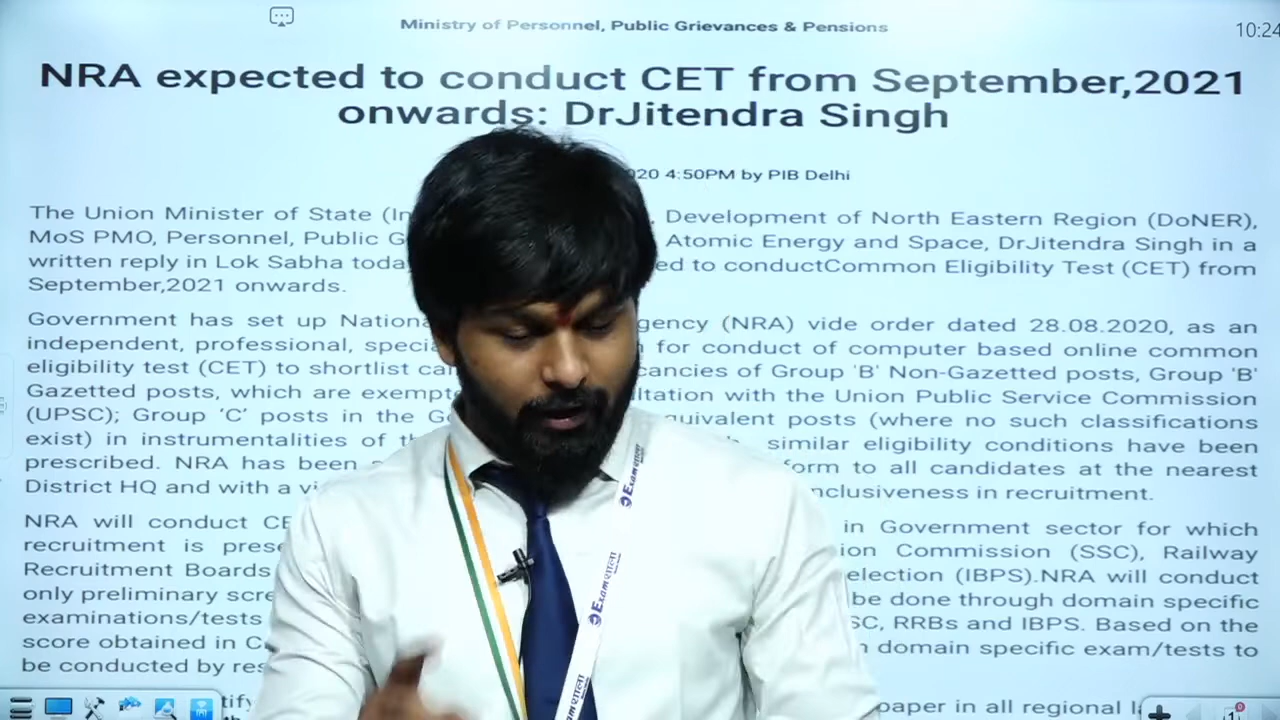 Ministry of Personnel, Public Grievances & Pensions
10:24
NRA expected to conduct CET from September,2021
onwards: DrJitendra Singh
020 4:50PM by PIB Delhi
The Union Minister of State (In , Development of North Eastern Region (DoNER),
MoS PMO, Personnel, Public G Atomic Energy and Space, DrJitendra Singh in a
written reply in Lok Sabha toda ed to conductCommon Eligibility Test (CET) from
September,2021 onwards.
Government has set up Nationa gency (NRA) vide order dated 28.08.2020, as an
independent, professional, specia for conduct of computer based online common
eligibility test (CET) to shortlist ca cancies of Group 'B' Non-Gazetted posts, Group 'B'
Gazetted posts, which are exempt ltation with the Union Public Service Commission
(UPSC); Group ‘C’ posts in the Go quivalent posts (where no such classifications
exist) in instrumentalities of th similar eligibility conditions have been
prescribed. NRA has been form to all candidates at the nearest
District HQ and with a vi nclusiveness in recruitment.
NRA will conduct CE in Government sector for which
recruitment is prese ion Commission (SSC), Railway
Recruitment Boards election (IBPS).NRA will conduct
only preliminary scre be done through domain specific
examinations/tests SC, RRBs and IBPS. Based on the
score obtained in C domain specific exam/tests to
be conducted by res
tify paper in all regional l
Examशाला
Examशाला
Examशाला